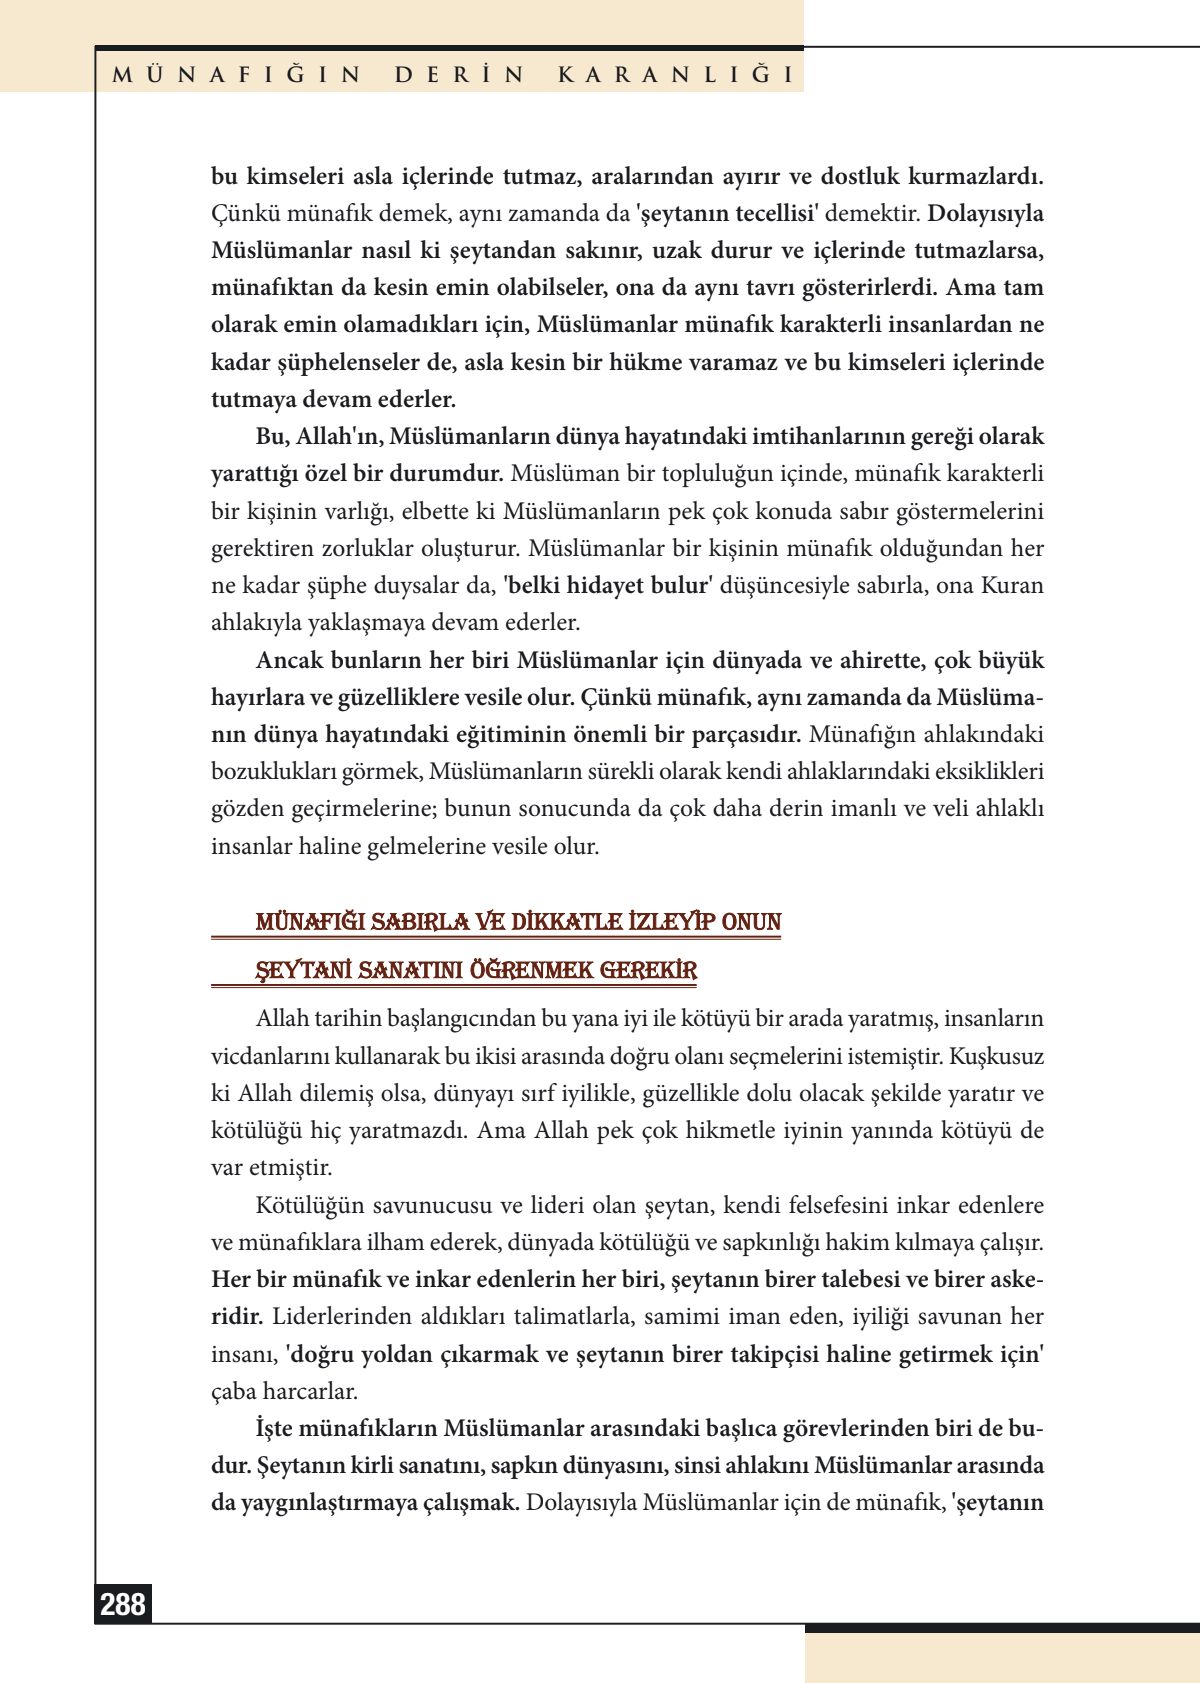 MÜNAFIĞIN DERİN KARANLIĞI
bu kimseleri asla içlerinde tutmaz, aralarından ayırır ve dostluk kurmazlardı.
Çünkü münafık demek, aynı zamanda da 'şeytanın tecellisi' demektir. Dolayısıyla
Müslümanlar nasıl ki şeytandan sakınır, uzak durur ve içlerinde tutmazlarsa,
münafıktan da kesin emin olabilseler, ona da aynı tavrı gösterirlerdi. Ama tam
olarak emin olamadıkları için, Müslümanlar münafık karakterli insanlardan ne
kadar şüphelenseler de, asla kesin bir hükme varamaz ve bu kimseleri içlerinde
tutmaya devam ederler.
Bu, Allah'ın, Müslümanların dünya hayatındaki imtihanlarının gereği olarak
yarattığı özel bir durumdur. Müslüman bir topluluğun içinde, münafık karakterli
bir kişinin varlığı, elbette ki Müslümanların pek çok konuda sabır göstermelerini
gerektiren zorluklar oluşturur. Müslümanlar bir kişinin münafık olduğundan her
ne kadar şüphe duysalar da, 'belki hidayet bulur' düşüncesiyle sabırla, ona Kuran
ahlakıyla yaklaşmaya devam ederler.
Ancak bunların her biri Müslümanlar için dünyada ve ahirette, çok büyük
hayırlara ve güzelliklere vesile olur. Çünkü münafık, aynı zamanda da Müslüma-
nın dünya hayatındaki eğitiminin önemli bir parçasıdır. Münafığın ahlakındaki
bozuklukları görmek, Müslümanların sürekli olarak kendi ahlaklarındaki eksiklikleri
gözden geçirmelerine; bunun sonucunda da çok daha derin imanlı ve veli ahlaklı
insanlar haline gelmelerine vesile olur.
MÜNAFIĞI SABIRLA VE DİKKATLE İZLEYİP ONUN
ŞEYTANİ SANATINI ÖĞRENMEK GEREKİR
Allah tarihin başlangıcından bu yana iyi ile kötüyü bir arada yaratmış, insanların
vicdanlarını kullanarak bu ikisi arasında doğru olanı seçmelerini istemiştir. Kuşkusuz
ki Allah dilemiş olsa, dünyayı sırf iyilikle, güzellikle dolu olacak şekilde yaratır ve
kötülüğü hiç yaratmazdı. Ama Allah pek çok hikmetle iyinin yanında kötüyü de
var etmiştir.
Kötülüğün savunucusu ve lideri olan şeytan, kendi felsefesini inkar edenlere
ve münafıklara ilham ederek, dünyada kötülüğü ve sapkınlığı hakim kılmaya çalışır.
Her bir münafık ve inkar edenlerin her biri, şeytanın birer talebesi ve birer aske-
ridir. Liderlerinden aldıkları talimatlarla, samimi iman eden, iyiliği savunan her
insanı, 'doğru yoldan çıkarmak ve şeytanın birer takipçisi haline getirmek için'
çaba harcarlar.
İşte münafıkların Müslümanlar arasındaki başlıca görevlerinden biri de bu-
dur. Şeytanın kirli sanatını, sapkın dünyasını, sinsi ahlakını Müslümanlar arasında
da yaygınlaştırmaya çalışmak. Dolayısıyla Müslümanlar için de münafık, 'şeytanın
288